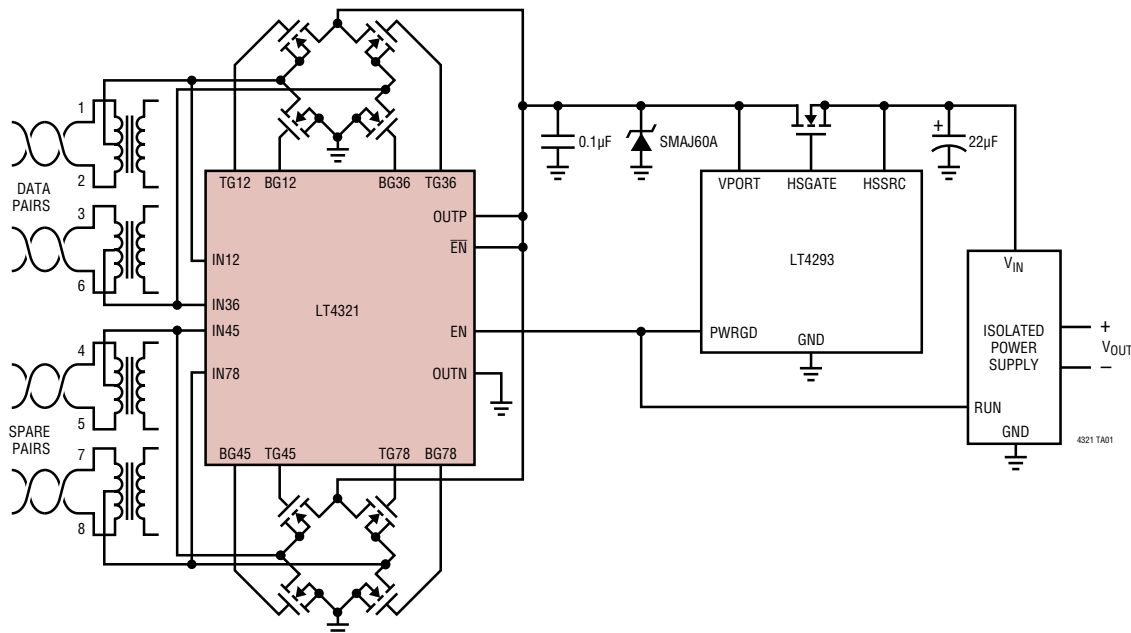 1
2
DATA
PAIRS
3
6
4
5
SPARE
PAIRS
7
8
TG12 BG12 BG36 TG36
OUTP
EN
IN12
IN36
LT4321
IN45
EN
IN78
OUTN
BG45 TG45 TG78 BG78
0.1µF
SMAJ60A
22µF
+
VPORT HSGATE HSSRC
LT4293
PWRGD
GND
VIN
ISOLATED
POWER
SUPPLY
+
VOUT
–
RUN
GND
4321 TA01